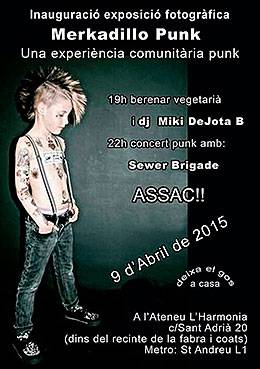 Inauguració exposició fotogràfica
Merkadillo Punk
Una experiència comunitària punk
19h berenar vegetarià
i dj Miki DeJota B
22h concert punk amb:
Sewer Brigade
ASSAC!!
9 d'Abril de 2015
deixa el gos
a casa
A l'Ateneu L'Harmonia
c/Sant Adrià 20
(dins del recinte de la fabra i coats)
Metro: St Andreu L1